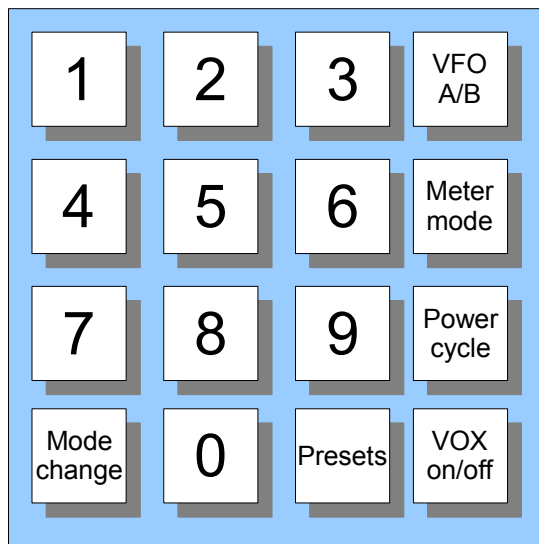 1
2
3
VFO
A/B
4
5
6
Meter
mode
7
8
9
Power
cycle
Mode
change
0
Presets
VOX
on/off